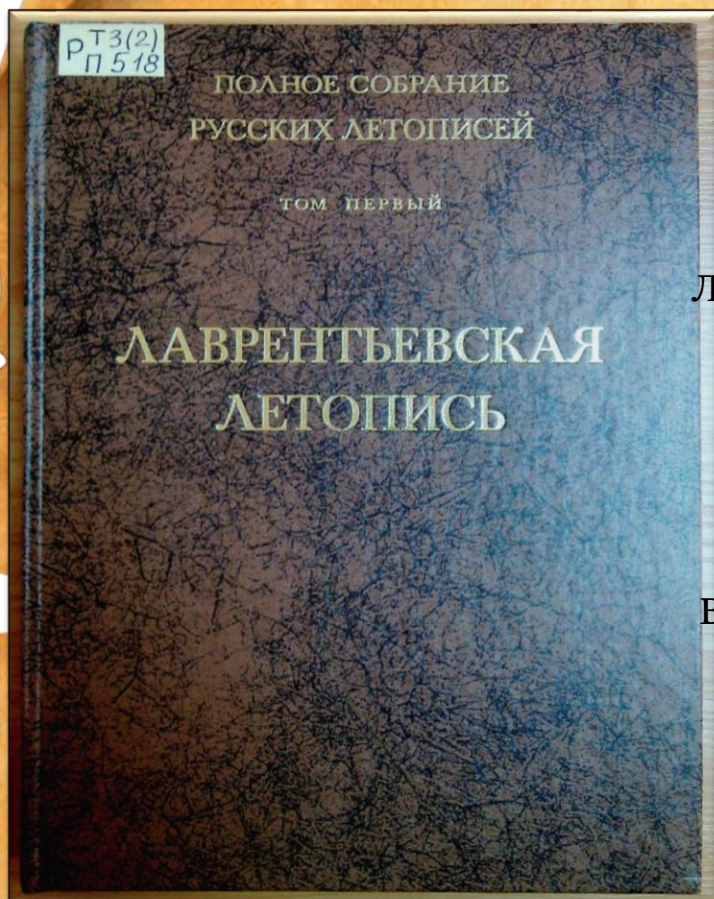 Р Т3(2)
П 518
ПОЛНОЕ СОБРАНИЕ
РУССКИХ ЛЕТОПИСЕЙ
ТОМ ПЕРВЫЙ
ЛАВРЕНТЬЕВСКАЯ
ЛЕТОПИСЬ
Л
В